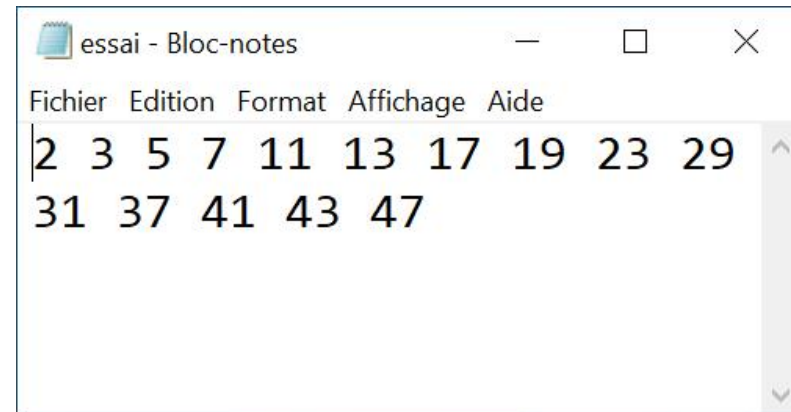 essai - Bloc-notes
Fichier Edition Format Affichage Aide
2 3 5 7 11 13 17 19 23 29
31 37 41 43 47